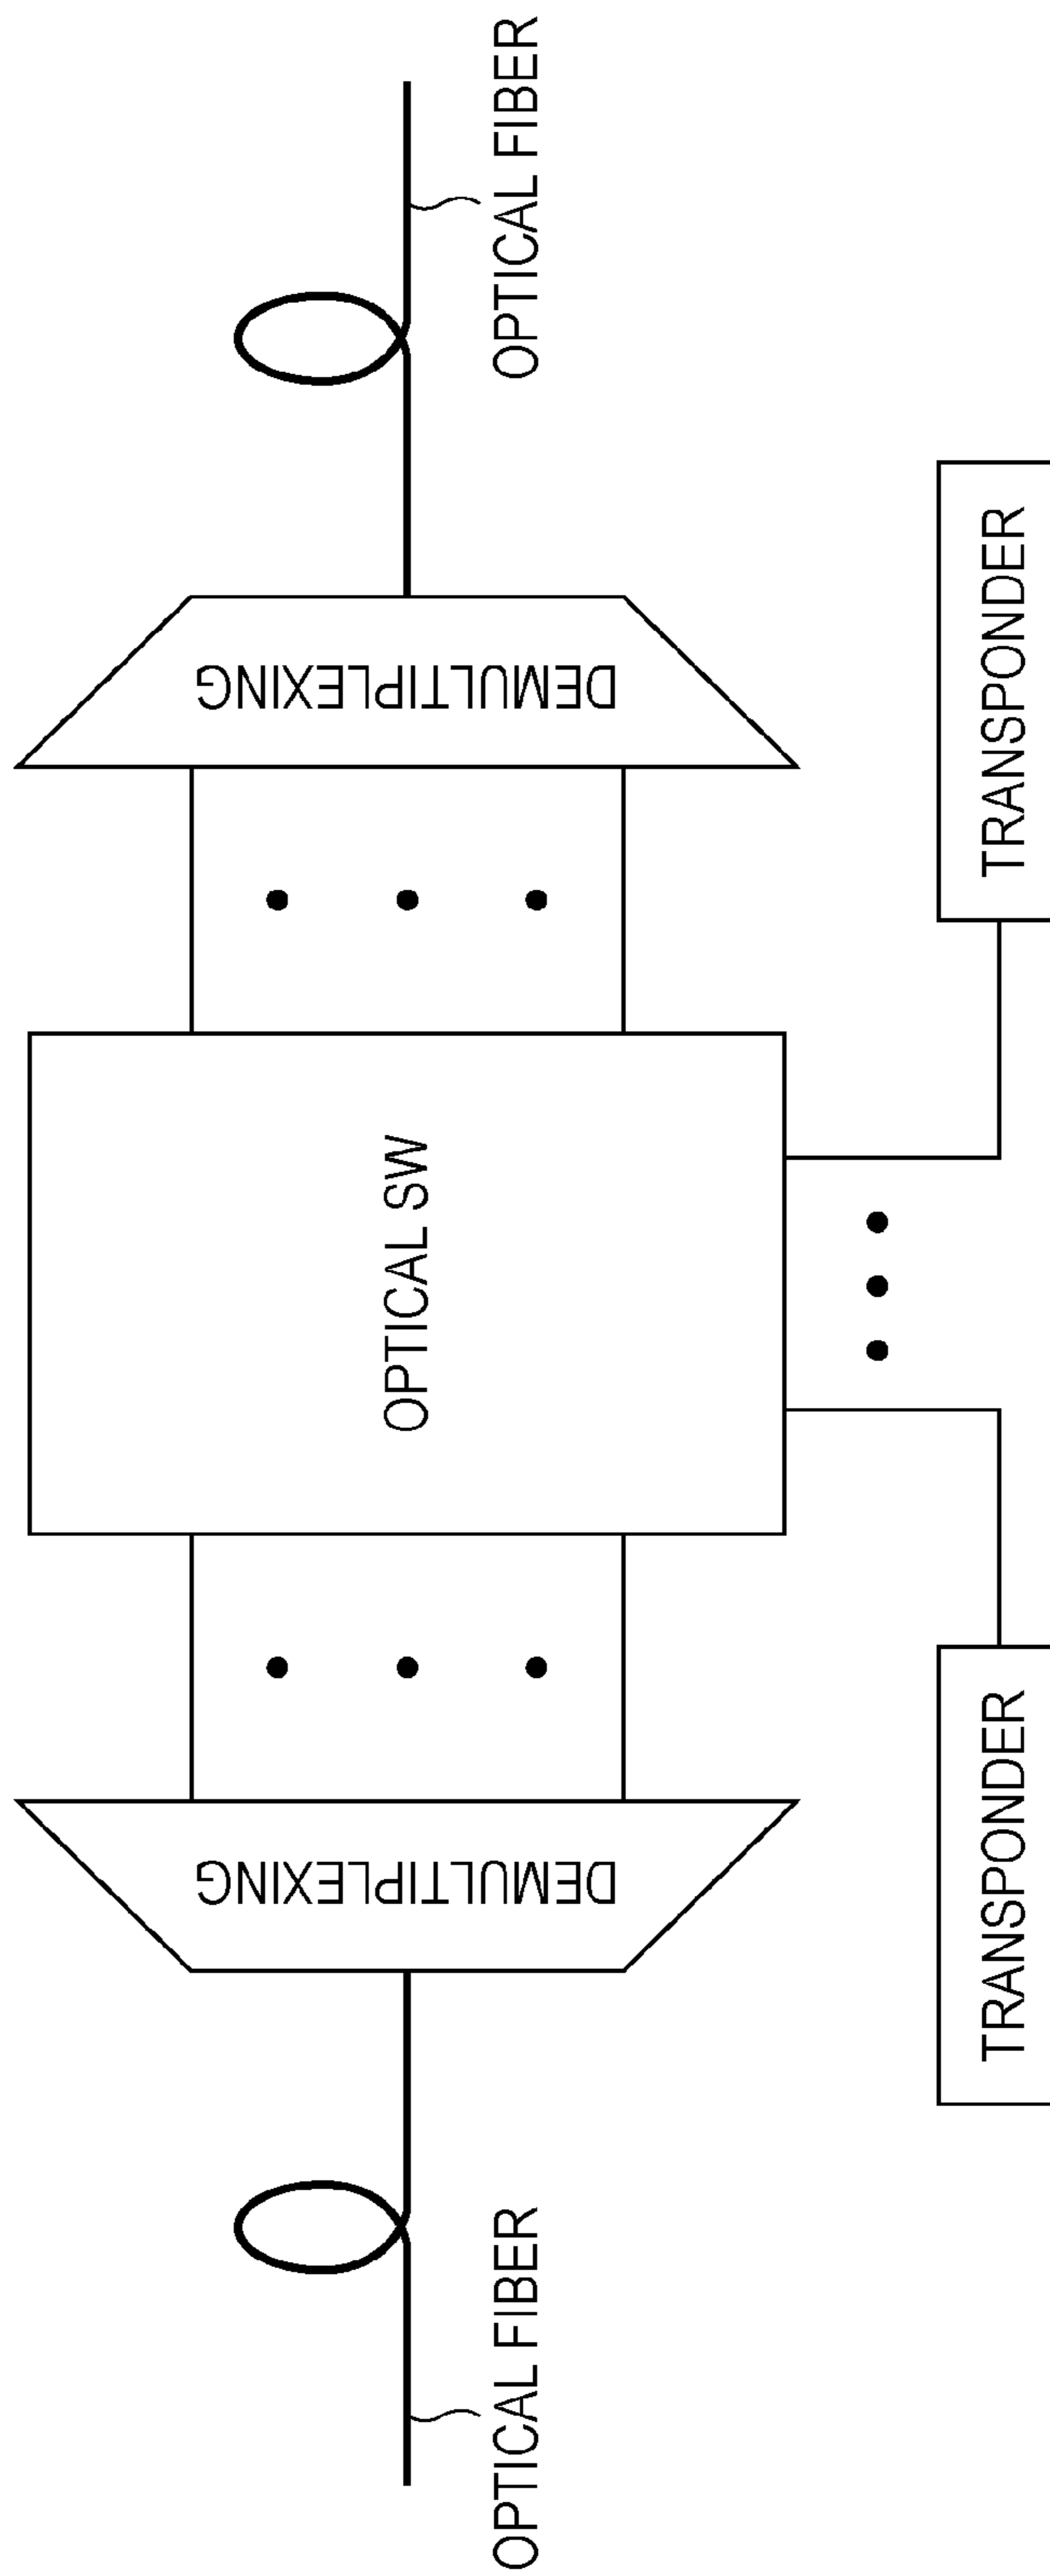 OPTICAL FIBER
DEMULTIPLEXING
OPTICAL SW
DEMULTIPLEXING
OPTICAL FIBER
TRANSPONDER
TRANSPONDER